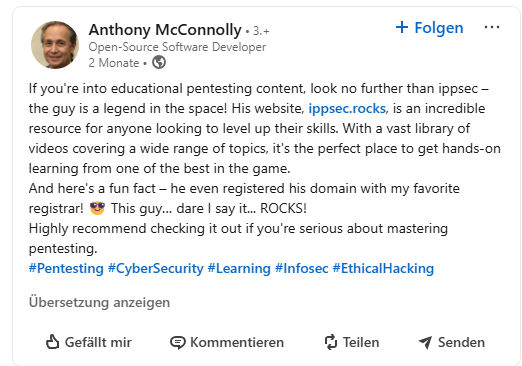 Anthony McConnolly • 3.+
+ Folgen
Open-Source Software Developer
2 Monate •
If you're into educational pentesting content, look no further than ippsec –
the guy is a legend in the space! His website, ippsec.rocks, is an incredible
resource for anyone looking to level up their skills. With a vast library of
videos covering a wide range of topics, it's the perfect place to get hands-on
learning from one of the best in the game.
And here's a fun fact – he even registered his domain with my favorite
registrar! 😎 This guy... dare I say it... ROCKS!
Highly recommend checking it out if you're serious about mastering
pentesting.
#Pentesting #CyberSecurity #Learning #Infosec #EthicalHacking
Übersetzung anzeigen
Gefällt mir Kommentieren Teilen Senden